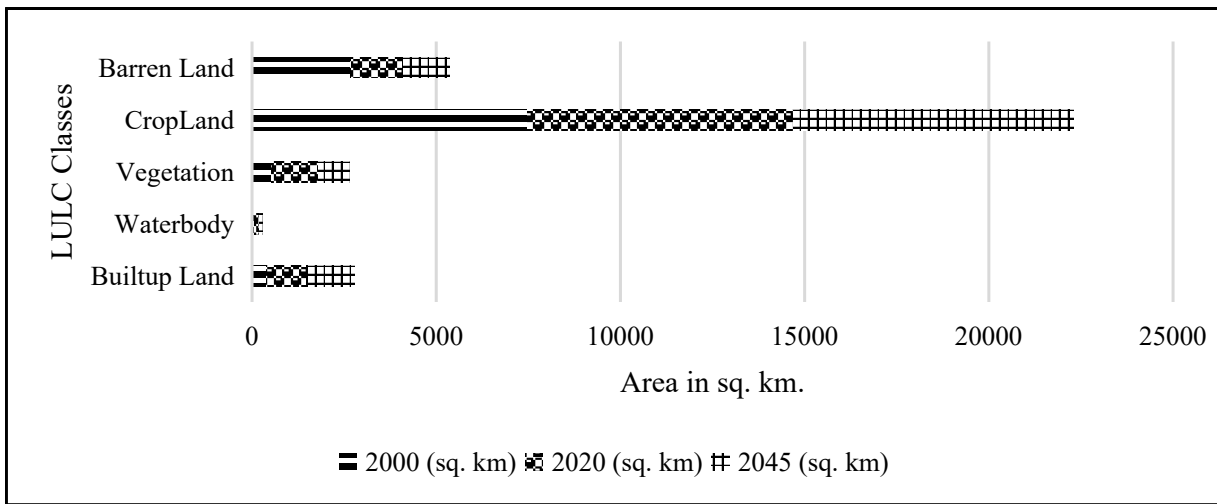 LULC Classes
Barren Land
CropLand
Vegetation
Waterbody
Builtup Land
0 5000 10000 15000 20000 25000
Area in sq. km.
2000 (sq. km) 2020 (sq. km) 2045 (sq. km)